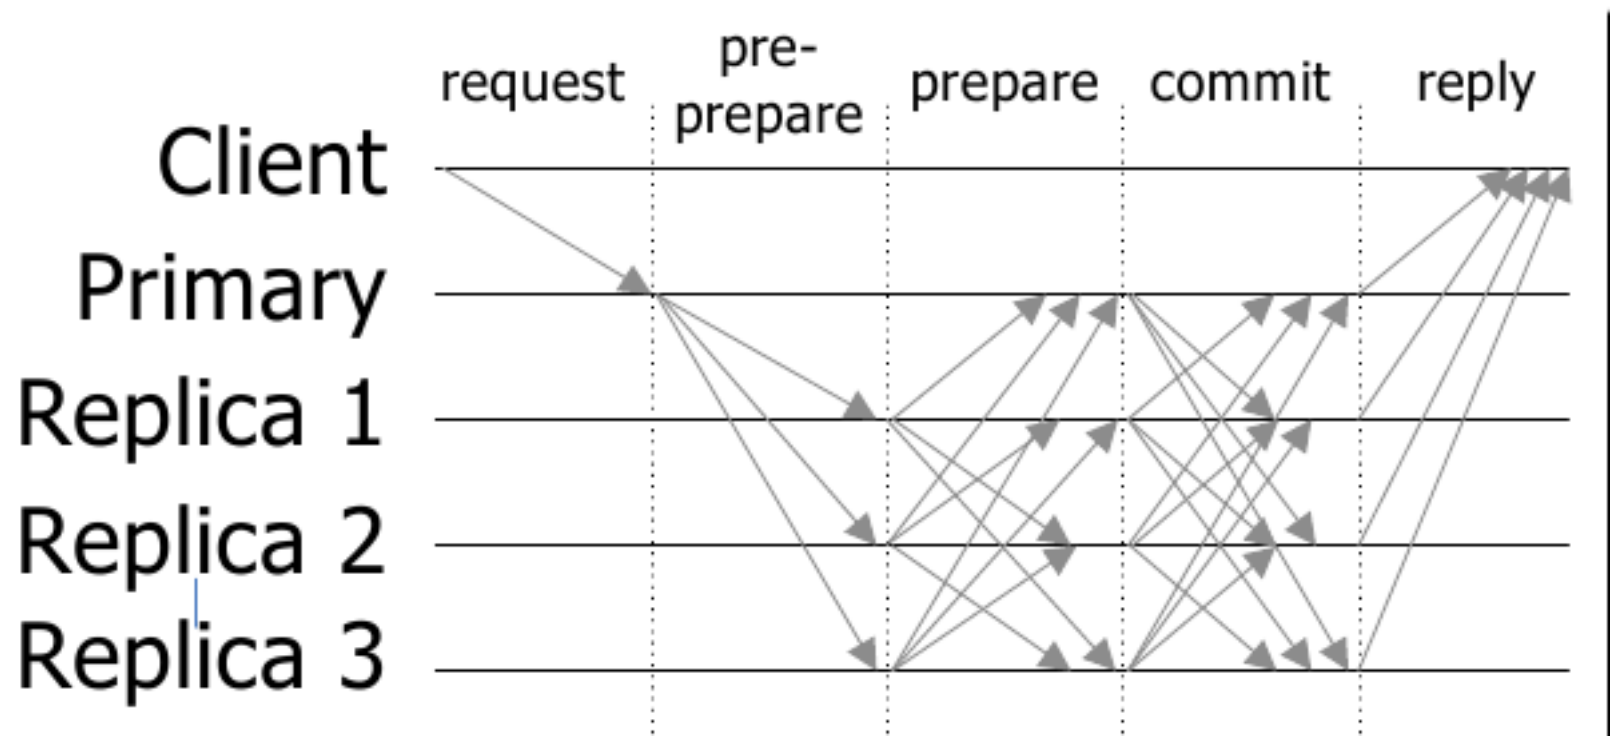 request
pre-
prepare
prepare
commit
reply
Client
Primary
Replica 1
Replica 2
Replica 3